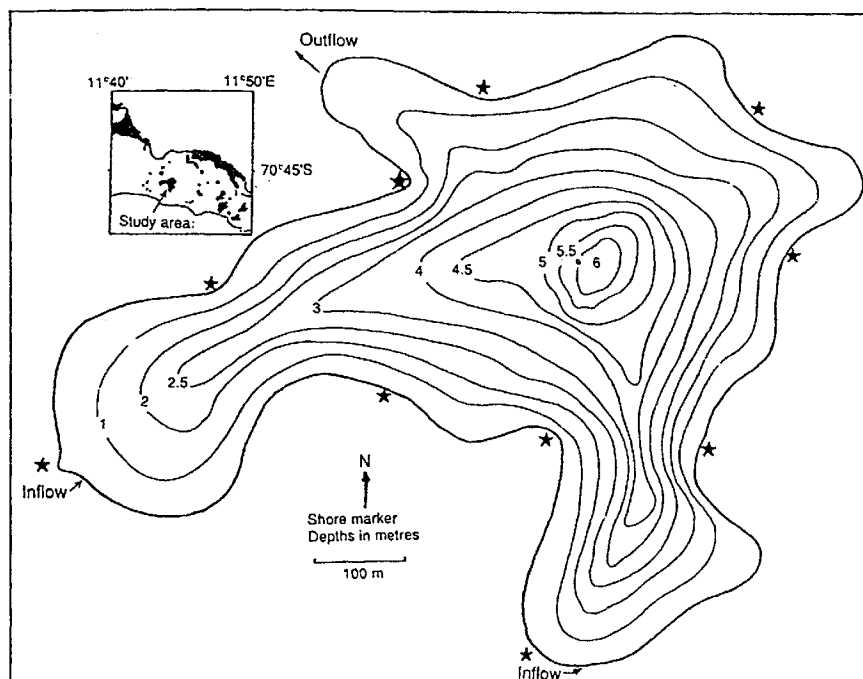 Outflow
11°40' 11°50'E
70°45'S
Study area:
5.5
5 6
4 4.5
3
2.5
2
1
Inflow
N
Shore marker
Depths in metres
100 m
Inflow